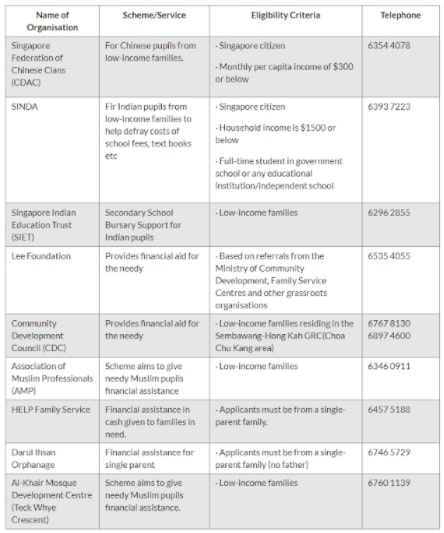 Name of Organisation
Scheme/Service
Eligibility Criteria
Telephone
Singapore
Federation of
Chinese Clans
(CDAC)
For Chinese pupils from
low-income families.
- Singapore citizen
- Monthly per capita income of $300
or below
6354 4078
SINDA
Fir Indian pupils from
low-income families to
help defray costs of
school fees, text books
etc
- Singapore citizen
- Household income is $1500 or
below
- Full-time student in government
school or any educational
institution/independent school
6393 7223
Singapore Indian
Education Trust
(SIET)
Secondary School
Bursary Support for
Indian pupils
- Low-income families
6296 2855
Lee Foundation
Provides financial aid for
the needy
- Based on referrals from the
Ministry of Community
Development, Family Service
Centres and other grassroots
organisations
6535 4055
Community
Development
Council (CDC)
Provides financial aid for
the needy
- Low-income families residing in the
Sembawang-Hong Kah GRC(Choa
Chu Kang area)
6767 8130
6897 4600
Association of
Muslim Professionals
(AMP)
Scheme aims to give
needy Muslim pupils
financial assistance
- Low-income families
6346 0911
HELP Family Service
Financial assistance in
cash given to families in
need.
- Applicants must be from a single-
parent family.
6457 5188
Darul Ihsan
Orphanage
Financial assistance for
single parent
- Applicants must be from a single-
parent family (no father)
6746 5729
Al-Khair Mosque
Development Centre
(Teck Whye
Crescent)
Scheme aims to give
needy Muslim pupils
financial assistance.
- Low-income families
6760 1139